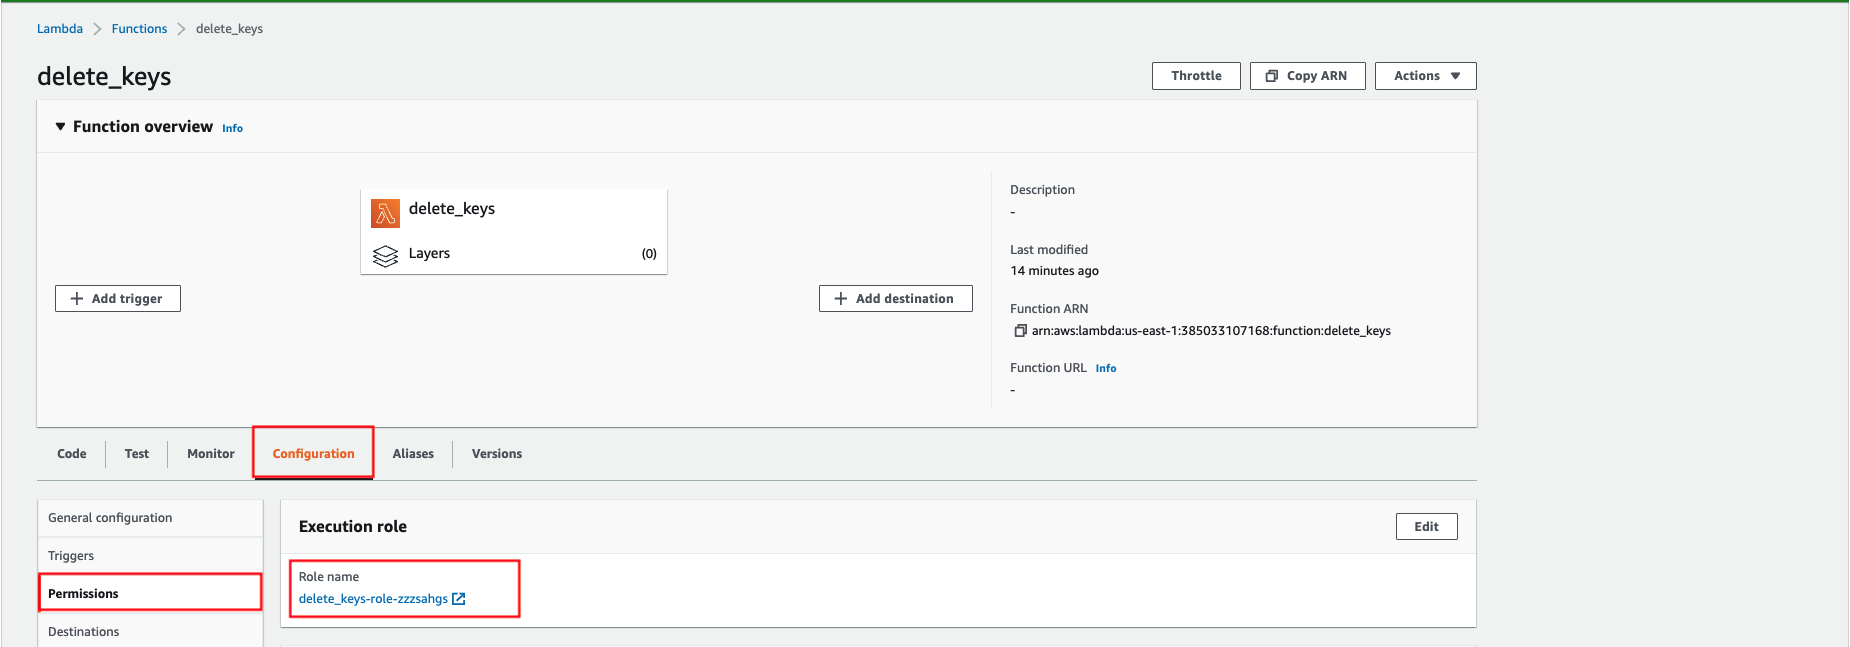 Lambda > Functions > delete_keys
delete_keys
Throttle
Copy ARN
Actions
Function overview Info
delete_keys
Layers (0)
+ Add trigger
+ Add destination
Description
-
Last modified
14 minutes ago
Function ARN
arn:aws:lambda:us-east-1:385033107168:function:delete_keys
Function URL Info
-
Code
Test
Monitor
Configuration
Aliases
Versions
General configuration
Triggers
Permissions
Destinations
Execution role
Edit
Role name
delete_keys-role-zzzsahgs